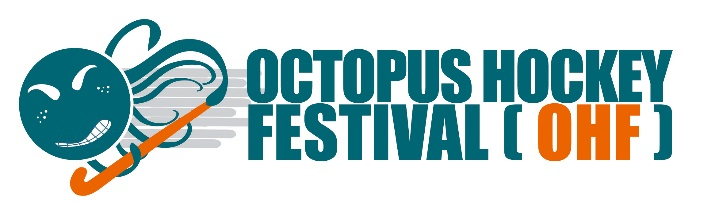 OCTOPUS HOCKEY
FESTIVAL ( OHF )